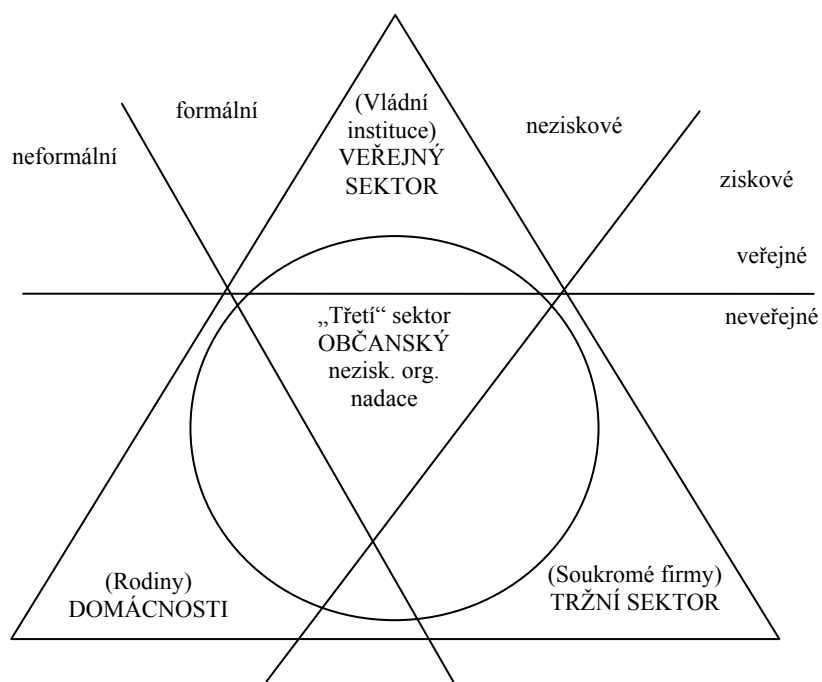 formální
neformální
(Vládní
instituce)
VEŘEJNÝ
SEKTOR
neziskové
ziskové
veřejné
neveřejné
„Třetí“ sektor
OBČANSKÝ
nezisk. org.
nadace
(Rodiny)
DOMÁCNOSTI
(Soukromé firmy)
TRŽNÍ SEKTOR